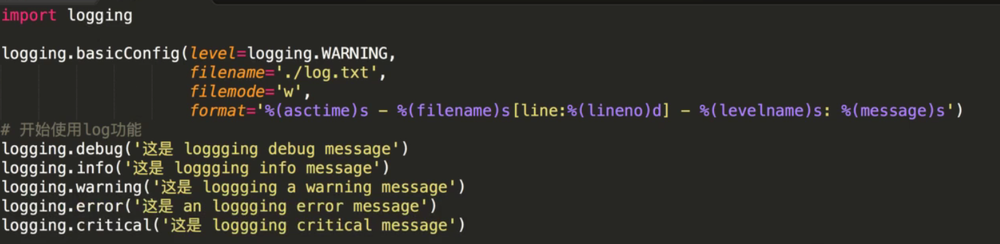 import logging
logging.basicConfig(level=logging.WARNING,
filename='./log.txt',
filemode='w',
format='%(asctime)s - %(filename)s[line:%(lineno)d] - %(levelname)s: %(message)s')
# 开始使用log功能
logging.debug('这是 loggging debug message')
logging.info('这是 loggging info message')
logging.warning('这是 loggging a warning message')
logging.error('这是 an loggging error message')
logging.critical('这是 loggging critical message')